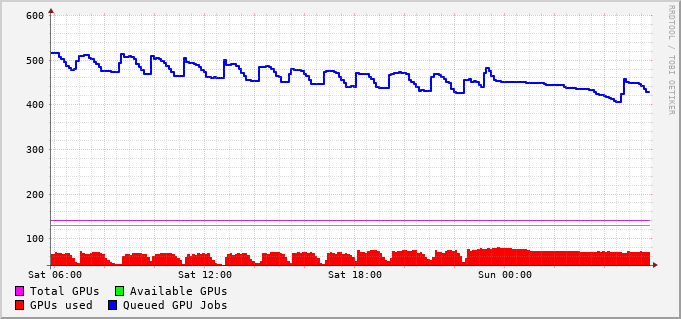 600
500
400
300
200
100
Sat 06:00 Sat 12:00 Sat 18:00 Sun 00:00
Total GPUs Available GPUs
GPUs used Queued GPU Jobs
RRDTOOL / TOBI OETIKER